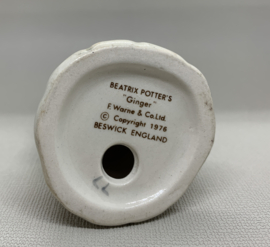 BEATRIX POTTER'S
"Ginger"
F. Warne & Co. Ltd.
© Copyright 1976
BESWICK ENGLAND